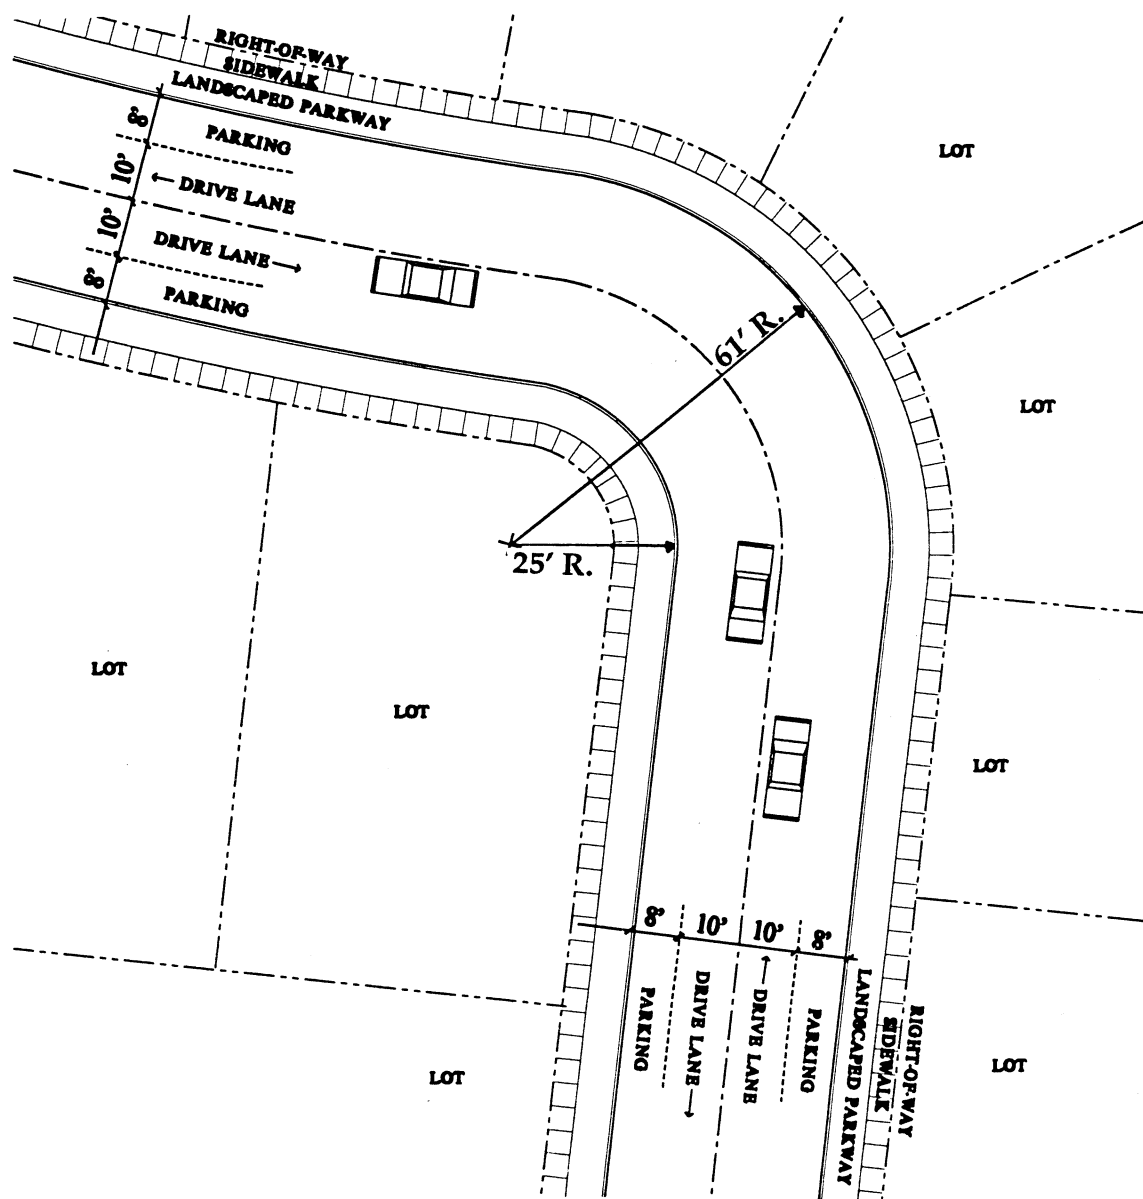 RIGHT-OF-WAY
SIDEWALK
LANDSCAPED PARKWAY
8'
PARKING
10'
← DRIVE LANE
10'
DRIVE LANE →
8'
PARKING
LOT
61' R.
LOT
25' R.
LOT
LOT
LOT
8'
10'
10'
8'
PARKING
DRIVE LANE →
← DRIVE LANE
PARKING
LANDSCAPED PARKWAY
SIDEWALK
RIGHT-OF-WAY
LOT
LOT